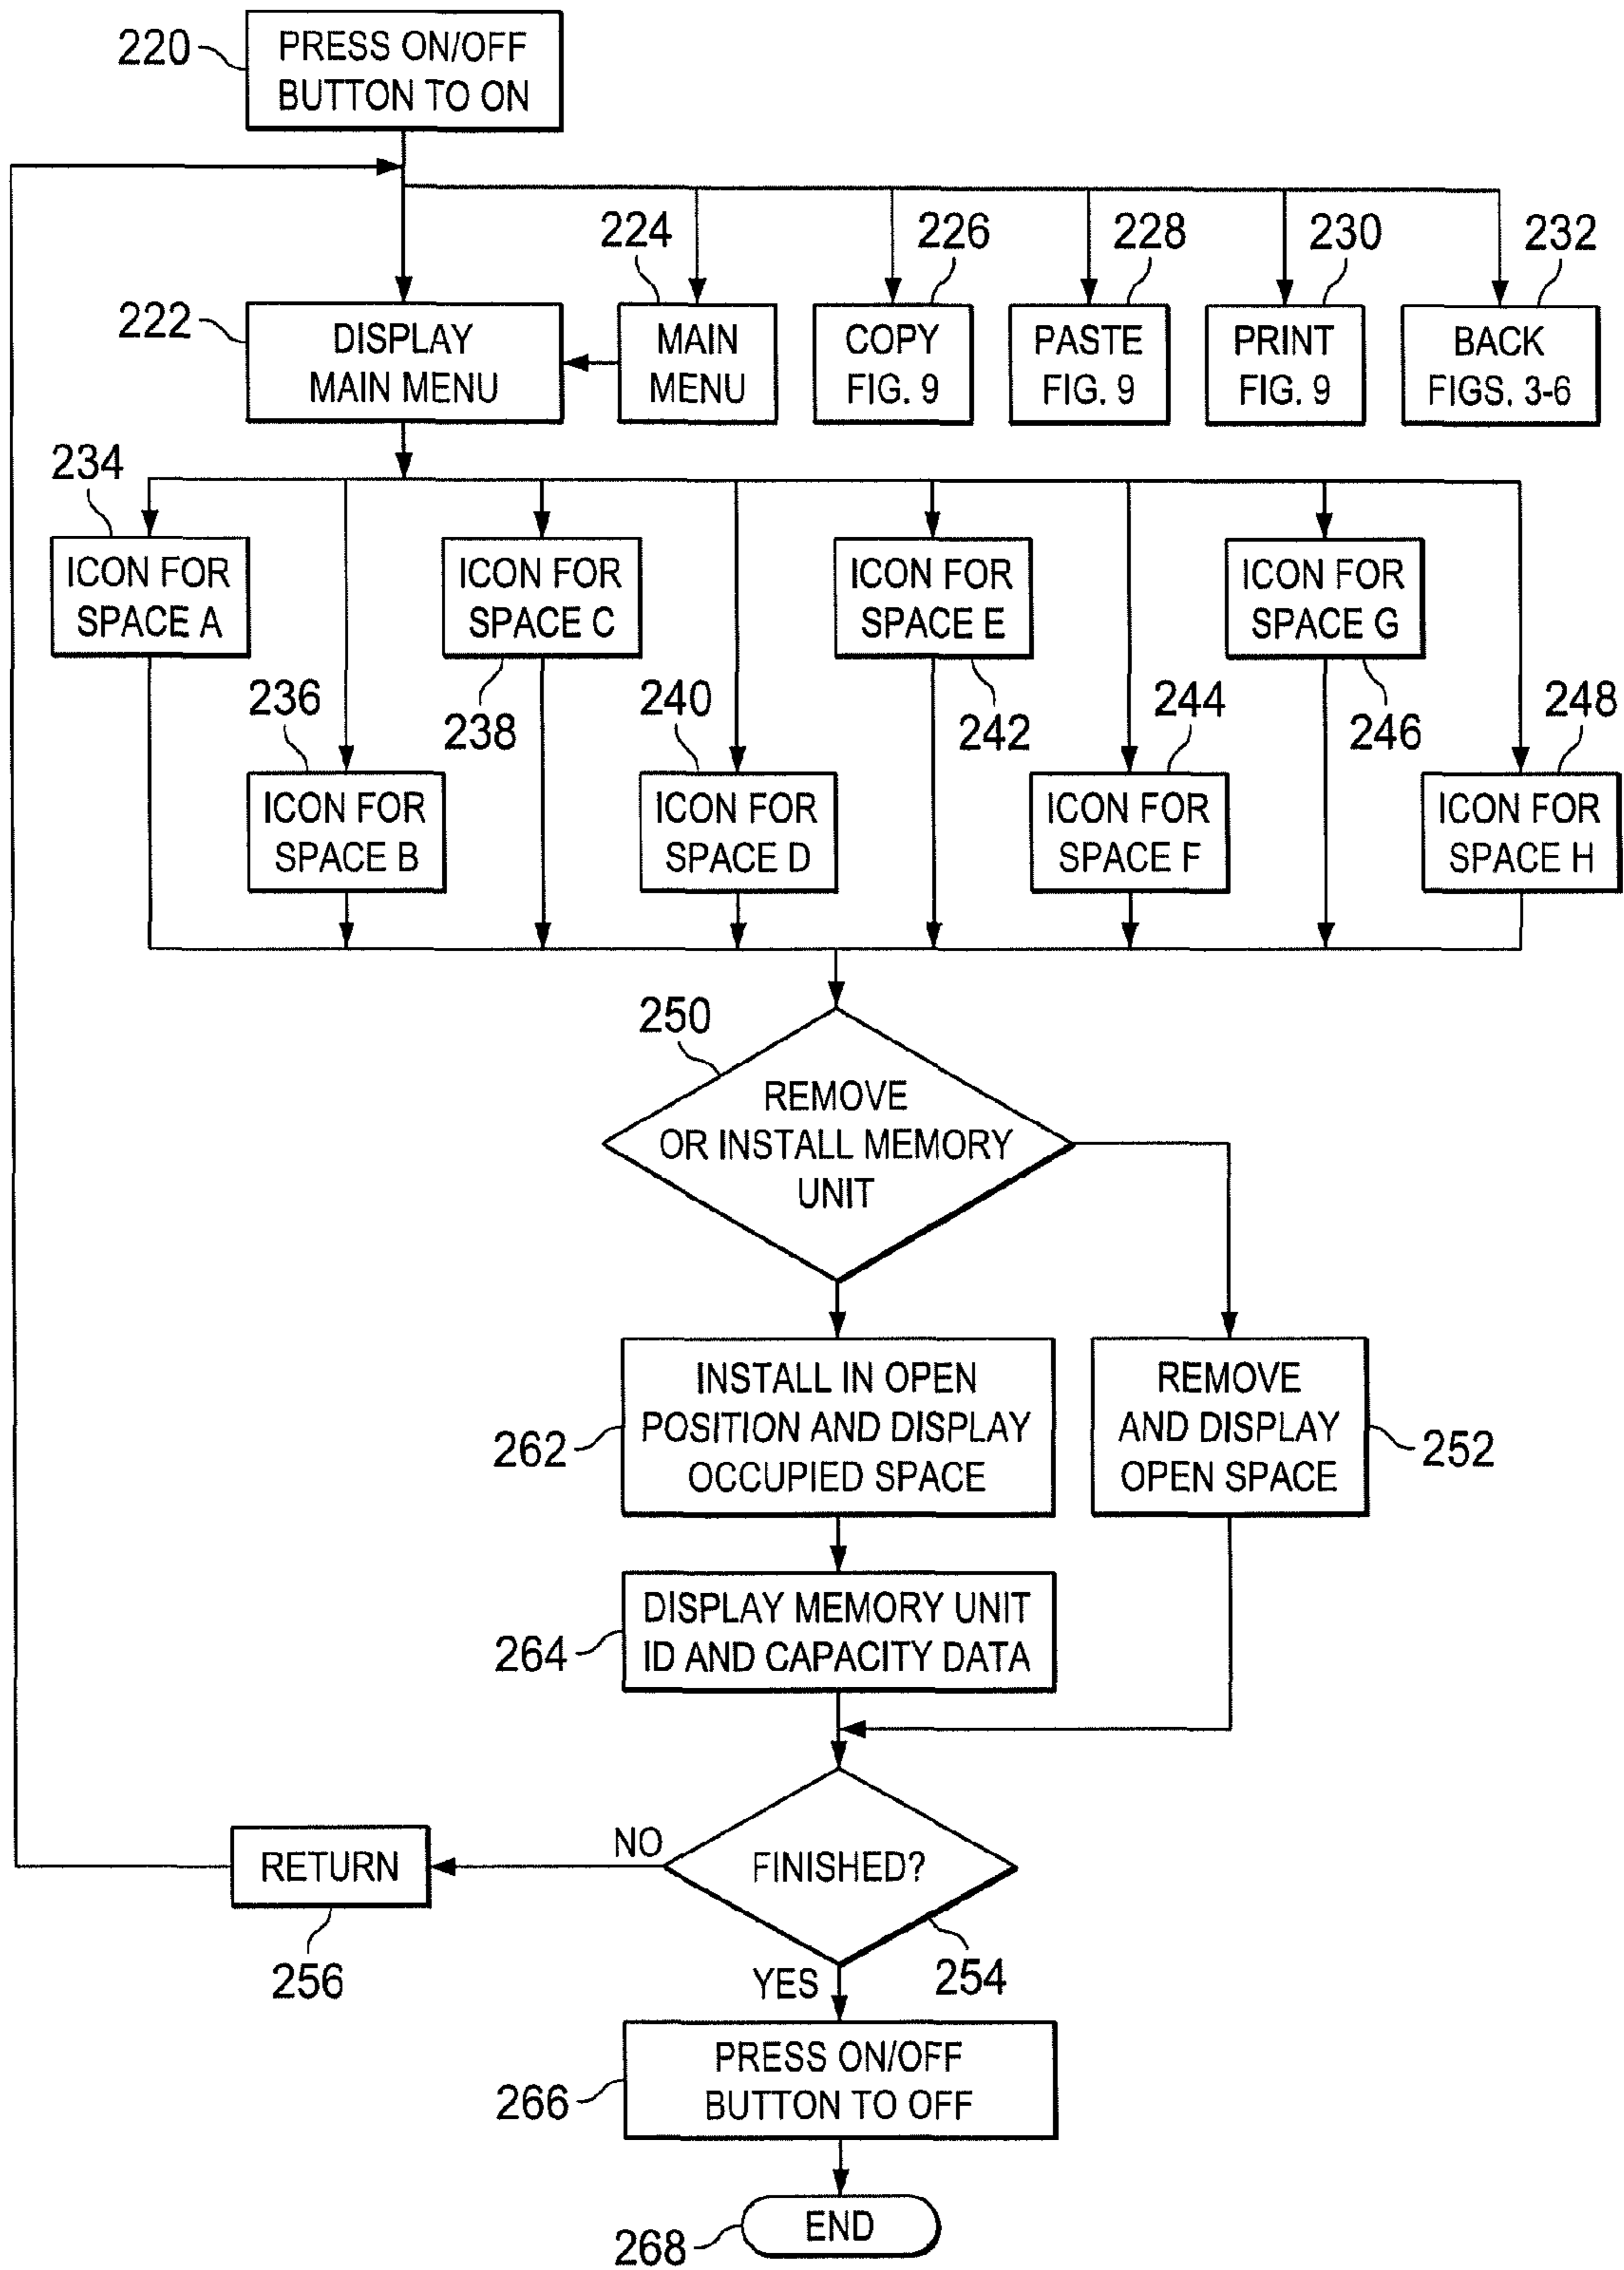 220
PRESS ON/OFF
BUTTON TO ON
224
226
228
230
232
222
DISPLAY
MAIN MENU
MAIN
MENU
COPY
FIG. 9
PASTE
FIG. 9
PRINT
FIG. 9
BACK
FIGS. 3-6
234
ICON FOR
SPACE A
ICON FOR
SPACE C
ICON FOR
SPACE E
ICON FOR
SPACE G
236
238
240
242
244
246
248
ICON FOR
SPACE B
ICON FOR
SPACE D
ICON FOR
SPACE F
ICON FOR
SPACE H
250
REMOVE
OR INSTALL MEMORY
UNIT
262
INSTALL IN OPEN
POSITION AND DISPLAY
OCCUPIED SPACE
REMOVE
AND DISPLAY
OPEN SPACE
252
264
DISPLAY MEMORY UNIT
ID AND CAPACITY DATA
RETURN
NO
FINISHED?
256
254
YES
266
PRESS ON/OFF
BUTTON TO OFF
268
END